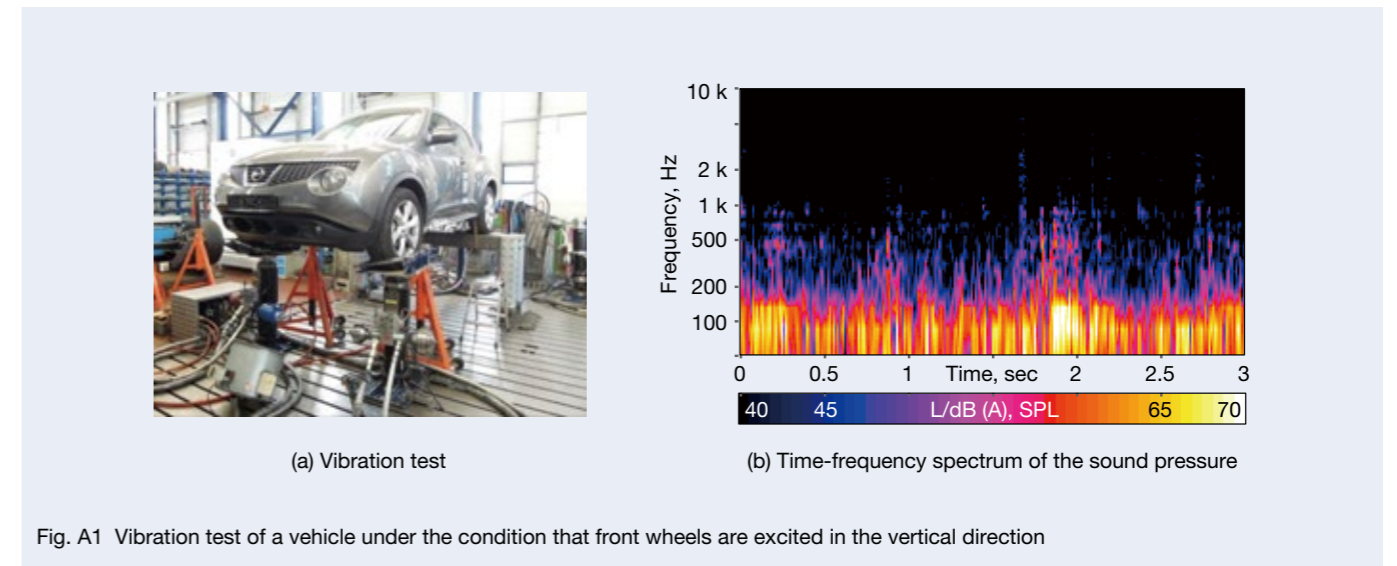 10 k
2 k
1 k
500
200
100
Frequency, Hz
0 0.5 1 Time, sec 2 2.5 3
40 45 L/dB (A), SPL 65 70
(a) Vibration test
(b) Time-frequency spectrum of the sound pressure
Fig. A1 Vibration test of a vehicle under the condition that front wheels are excited in the vertical direction